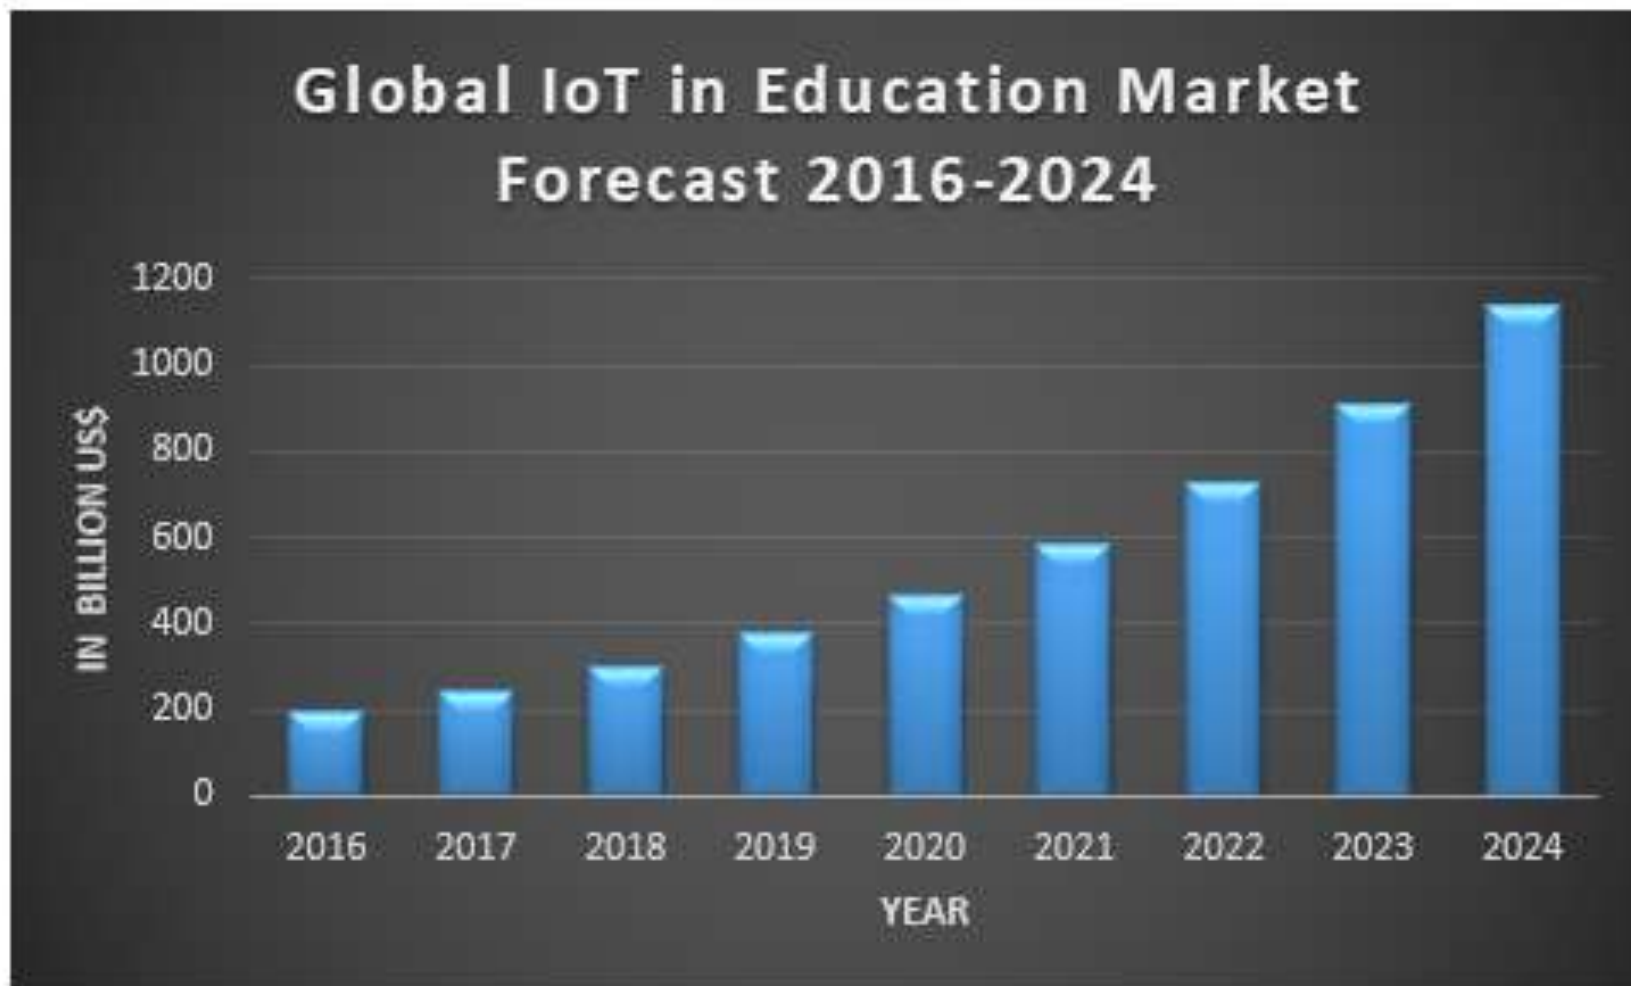 Global IoT in Education Market
Forecast 2016-2024
1200
1000
800
600
400
200
0
IN BILLION US$
2016 2017 2018 2019 2020 2021 2022 2023 2024
YEAR